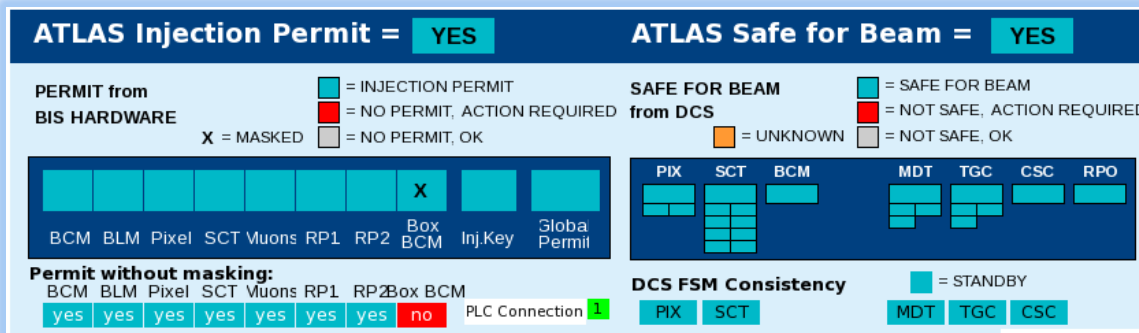 ATLAS Injection Permit = YES
PERMIT from
BIS HARDWARE
= INJECTION PERMIT
= NO PERMIT, ACTION REQUIRED
X = MASKED = NO PERMIT, OK
X
BCM BLM Pixel SCT Muons RP1 RP2 Box BCM Inj.Key Global Permit
Permit without masking:
BCM BLM Pixel SCT Muons RP1 RP2 Box BCM
yes yes yes yes yes yes yes no
PLC Connection 1
ATLAS Safe for Beam = YES
SAFE FOR BEAM
from DCS
= SAFE FOR BEAM
= NOT SAFE, ACTION REQUIRED
= UNKNOWN = NOT SAFE, OK
PIX SCT BCM MDT TGC CSC RPO
DCS FSM Consistency = STANDBY
PIX SCT MDT TGC CSC